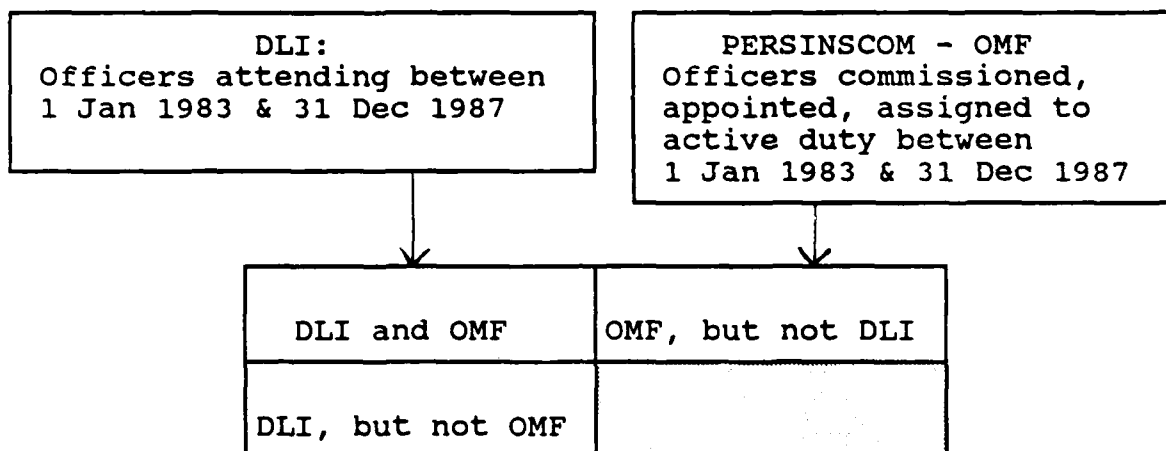 DLI:
Officers attending between
1 Jan 1983 & 31 Dec 1987
PERSINSCOM - OMF
Officers commissioned,
appointed, assigned to
active duty between
1 Jan 1983 & 31 Dec 1987
DLI and OMF
OMF, but not DLI
DLI, but not OMF